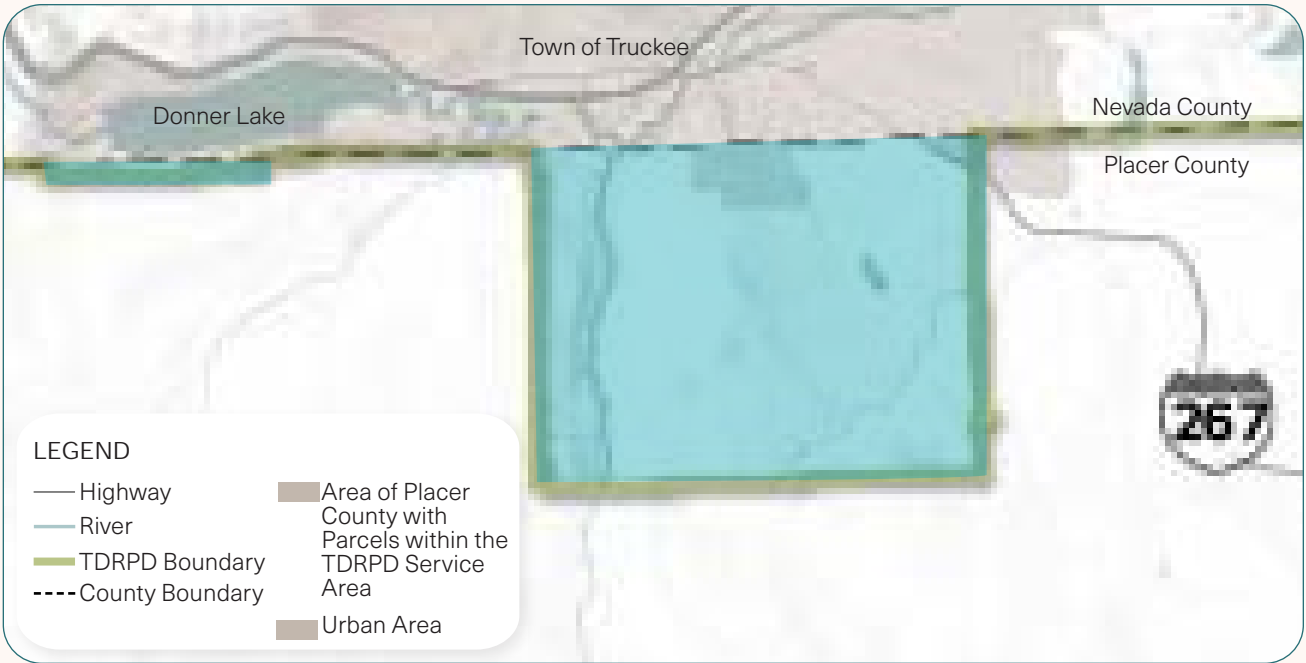 Town of Truckee
Donner Lake
Nevada County
Placer County
267
LEGEND
Highway
River
TDRPD Boundary
County Boundary
Area of Placer
County with
Parcels within the
TDRPD Service
Area
Urban Area